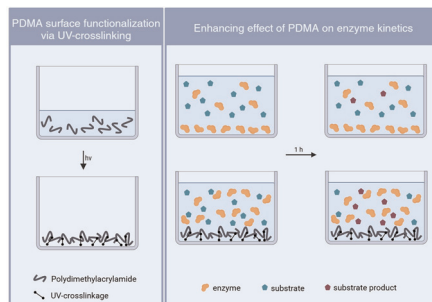 PDMA surface functionalization
via UV-crosslinking
Enhancing effect of PDMA on enzyme kinetics
hv
1 h
Polydimethylacrylamide
UV-crosslinkage
enzyme
substrate
substrate product